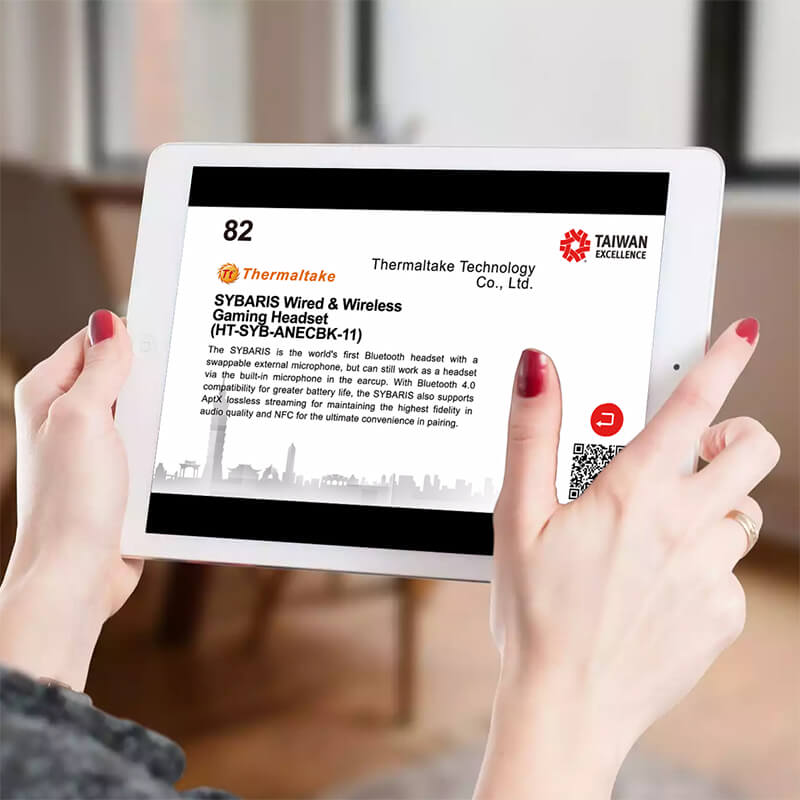 82
TAIWAN
EXCELLENCE
Tt Thermaltake
Thermaltake Technology
Co., Ltd.
SYBARIS Wired & Wireless
Gaming Headset
(HT-SYB-ANECBK-11)
The SYBARIS is the world's first Bluetooth headset with a
swappable external microphone, but can still work as a headset
via the built-in microphone in the earcup. With Bluetooth 4.0
compatibility for greater battery life, the SYBARIS also supports
AptX lossless streaming for maintaining the highest fidelity in
audio quality and NFC for the ultimate convenience in pairing.